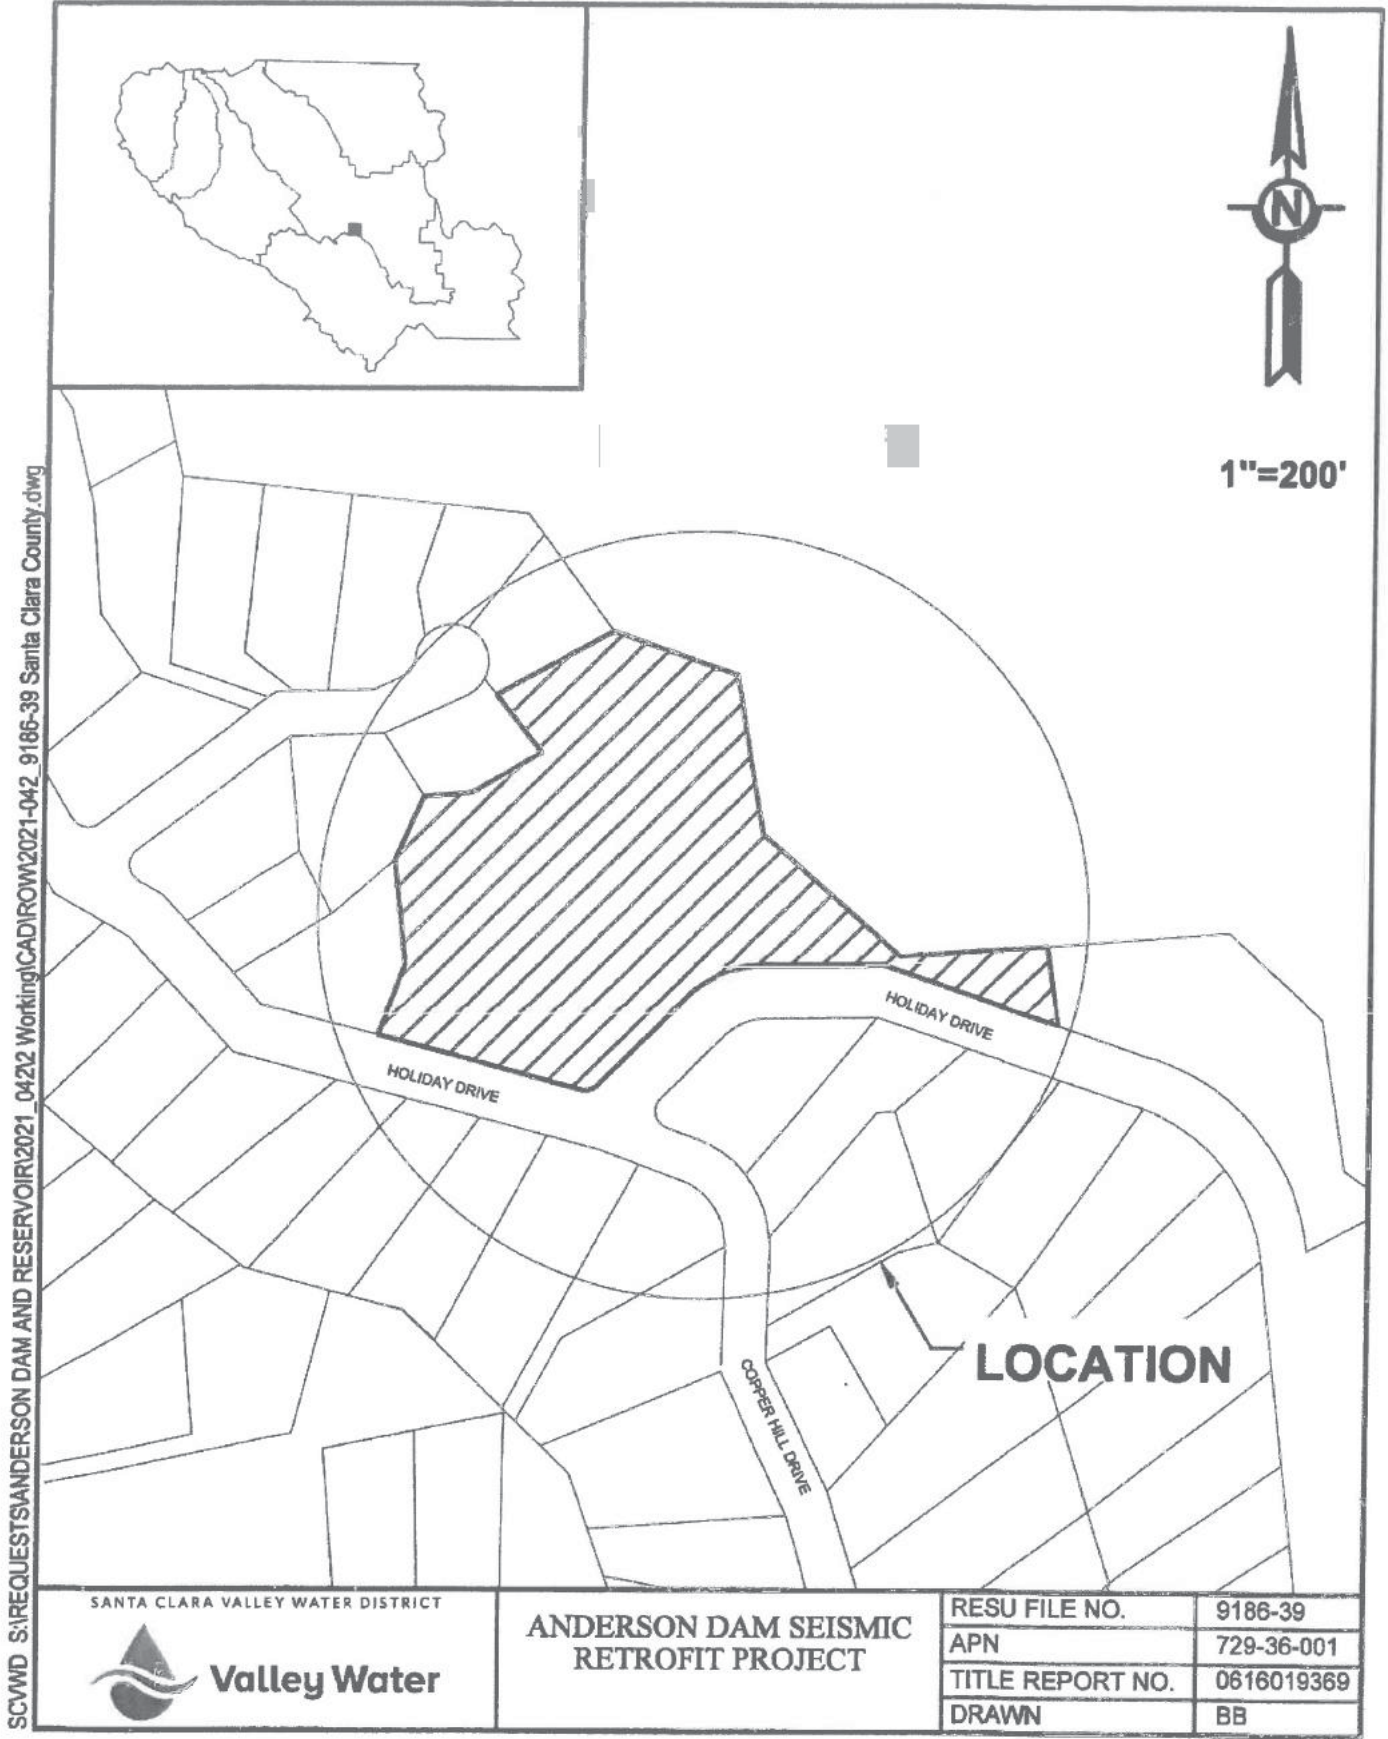 N
1"=200'
HOLIDAY DRIVE
HOLIDAY DRIVE
LOCATION
COPPER HILL DRIVE
SCVWD S:\REQUESTS\ANDERSON DAM AND RESERVOIR\2021_042\2 Working\CAD\ROW\2021-042_9186-39 Santa Clara County.dwg
SANTA CLARA VALLEY WATER DISTRICT
Valley Water
ANDERSON DAM SEISMIC
RETROFIT PROJECT
RESU FILE NO. 9186-39
APN 729-36-001
TITLE REPORT NO. 0616019369
DRAWN BB